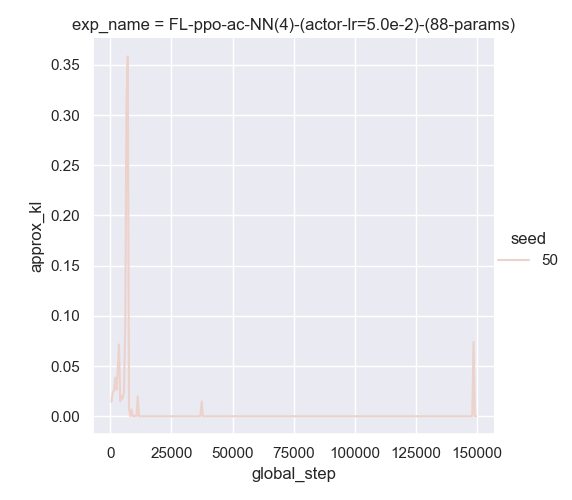 exp_name = FL-ppo-ac-NN(4)-(actor-lr=5.0e-2)-(88-params)
0.35
0.30
0.25
0.20
0.15
0.10
0.05
0.00
approx_kl
0 25000 50000 75000 100000 125000 150000
global_step
seed
50